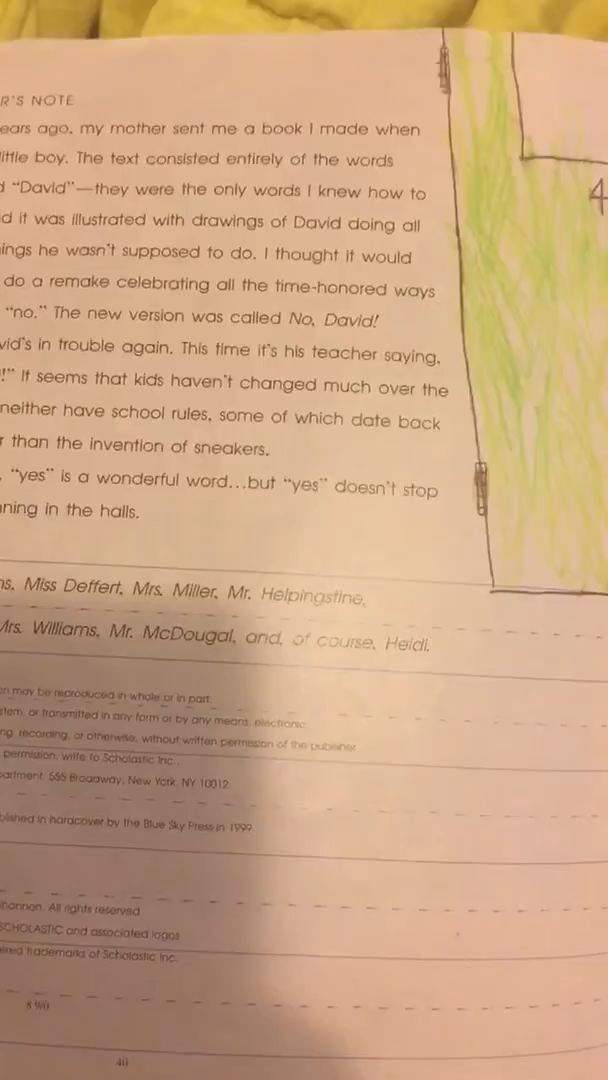 R'S NOTE
ears ago, my mother sent me a book I made when
little boy. The text consisted entirely of the words
d "David"—they were the only words I knew how to
d it was illustrated with drawings of David doing all
ings he wasn't supposed to do. I thought it would
do a remake celebrating all the time-honored ways
"no." The new version was called No, David!
vid's in trouble again. This time it's his teacher saying,
!" It seems that kids haven't changed much over the
neither have school rules, some of which date back
r than the invention of sneakers.
, "yes" is a wonderful word...but "yes" doesn't stop
ning in the halls.
ns, Miss Deffert, Mrs. Miller, Mr. Helpingstine,
Mrs. Williams, Mr. McDougal, and, of course, Heidi.
on may be reproduced in whole or in part,
stem, or transmitted in any form or by any means, electronic
ng, recording, or otherwise, without written permission of the publisher.
permission, write to Scholastic Inc.,
partment, 555 Broadway, New York, NY 10012.
blished in hardcover by the Blue Sky Press in 1999.
hannon. All rights reserved.
SCHOLASTIC and associated logos
ered trademarks of Scholastic Inc.
8 9/0
40
4